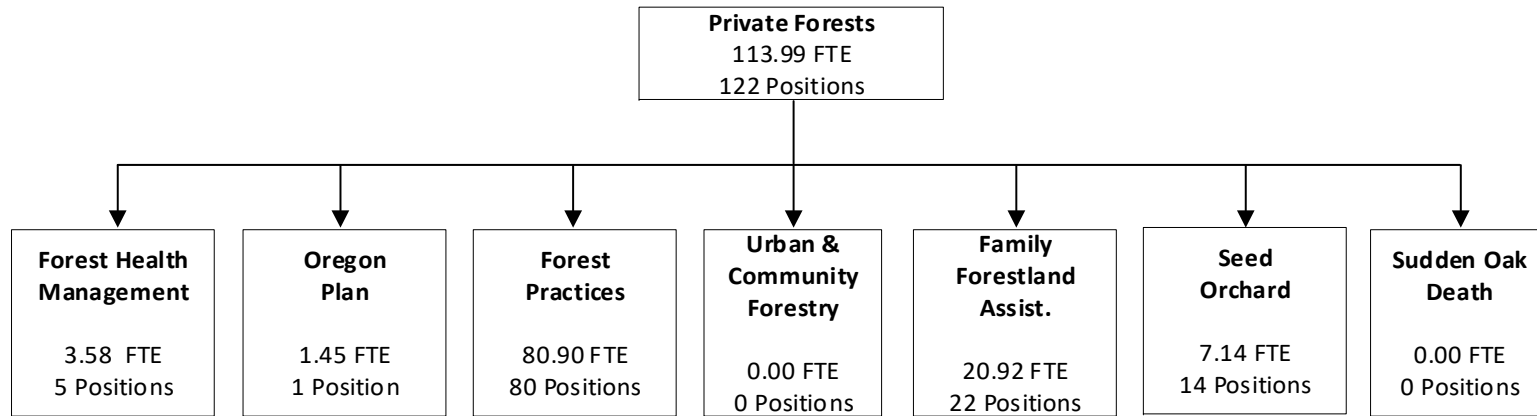 Private Forests
113.99 FTE
122 Positions
Forest Health
Management
3.58 FTE
5 Positions
Oregon
Plan
1.45 FTE
1 Position
Forest
Practices
80.90 FTE
80 Positions
Urban &
Community
Forestry
0.00 FTE
0 Positions
Family
Forestland
Assist.
20.92 FTE
22 Positions
Seed
Orchard
7.14 FTE
14 Positions
Sudden Oak
Death
0.00 FTE
0 Positions